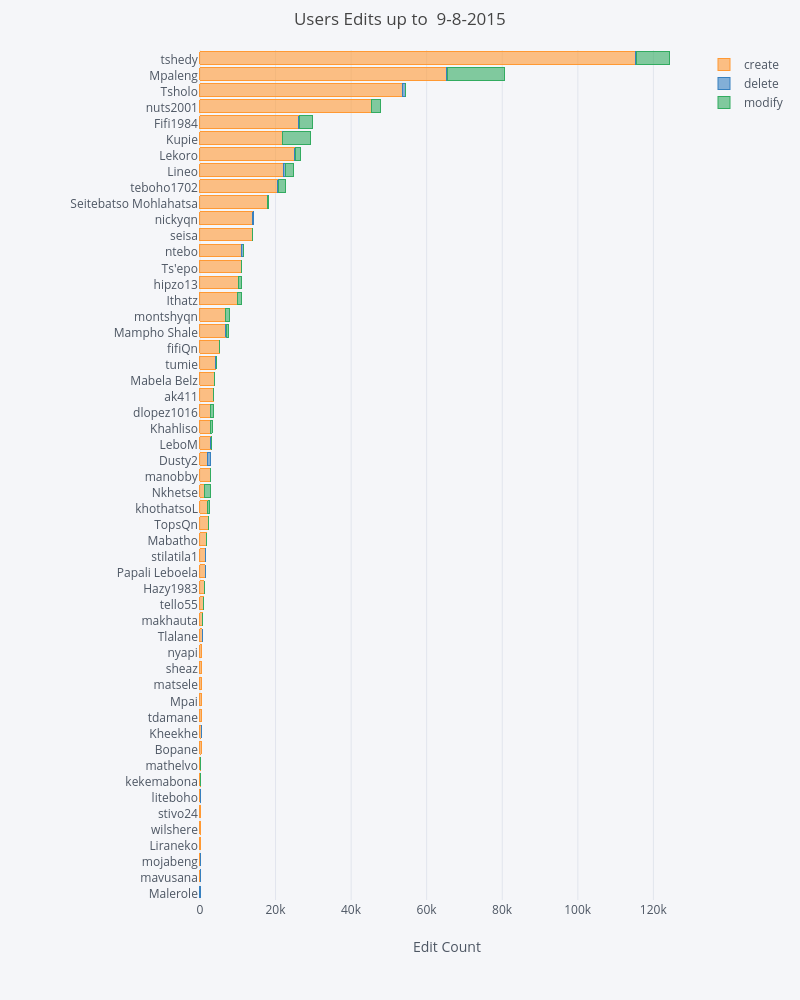 Users Edits up to  9-8-2015
tshedy
Mpaleng
Tsholo
nuts2001
Fifi1984
Kupie
Lekoro
Lineo
teboho1702
Seitebatso Mohlahatsa
nickyqn
seisa
ntebo
Ts'epo
hipzo13
Ithatz
montshyqn
Mampho Shale
fifiQn
tumie
Mabela Belz
ak411
dlopez1016
Khahliso
LeboM
Dusty2
manobby
Nkhetse
khothatsoL
TopsQn
Mabatho
stilatila1
Papali Leboela
Hazy1983
tello55
makhauta
Tlalane
nyapi
sheaz
matsele
Mpai
tdamane
Kheekhe
Bopane
mathelvo
kekemabona
liteboho
stivo24
wilshere
Liraneko
mojabeng
mavusana
Malerole
0 20k 40k 60k 80k 100k 120k
Edit Count
create
delete
modify